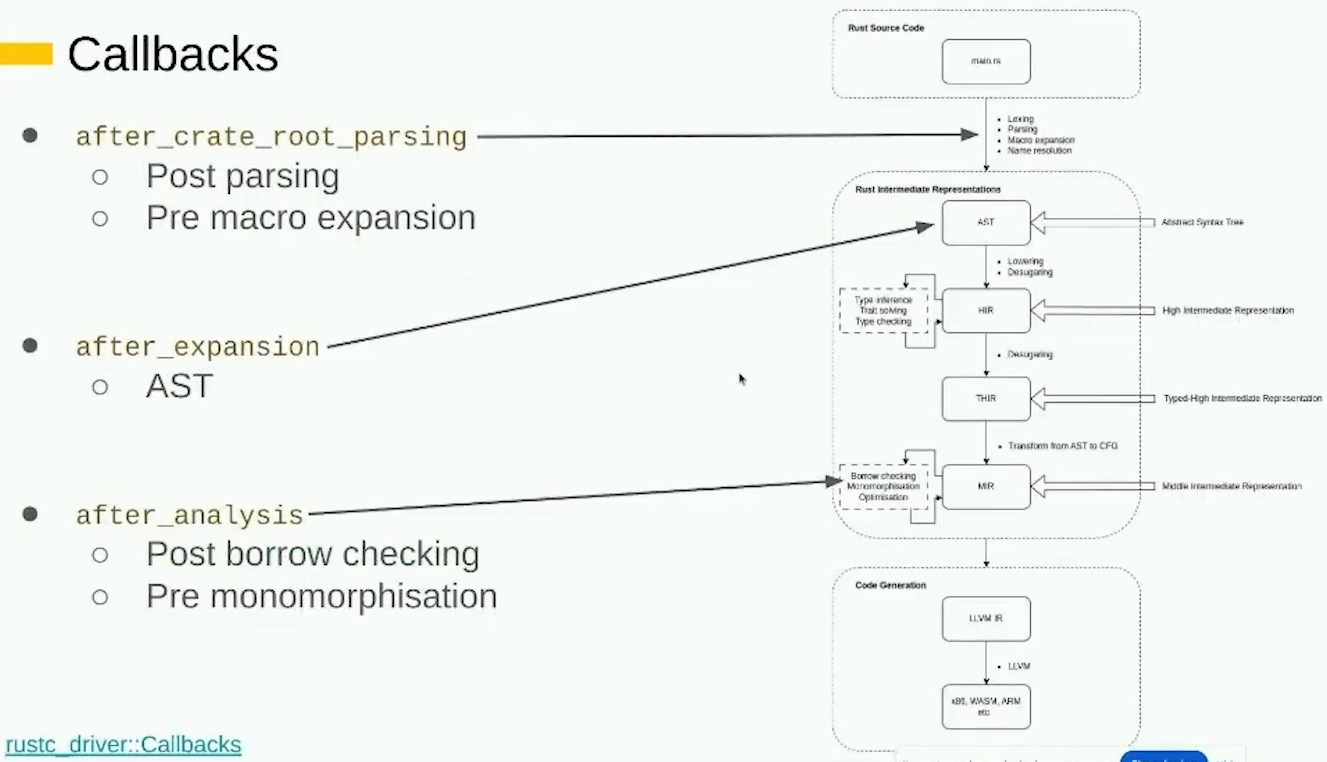 Callbacks
after_crate_root_parsing
Post parsing
Pre macro expansion
after_expansion
AST
after_analysis
Post borrow checking
Pre monomorphisation
rustc_driver::Callbacks
Rust Source Code
main.rs
Lexing
Parsing
Macro expansion
Name resolution
Rust Intermediate Representations
AST
Abstract Syntax Tree
Lowering
Desugaring
Type inference
Trait solving
Type checking
HIR
High Intermediate Representation
Desugaring
THIR
Typed-High Intermediate Representation
Transform from AST to CFG
Borrow checking
Monomorphisation
Optimisation
MIR
Middle Intermediate Representation
Code Generation
LLVM IR
LLVM
x86, WASM, ARM
etc